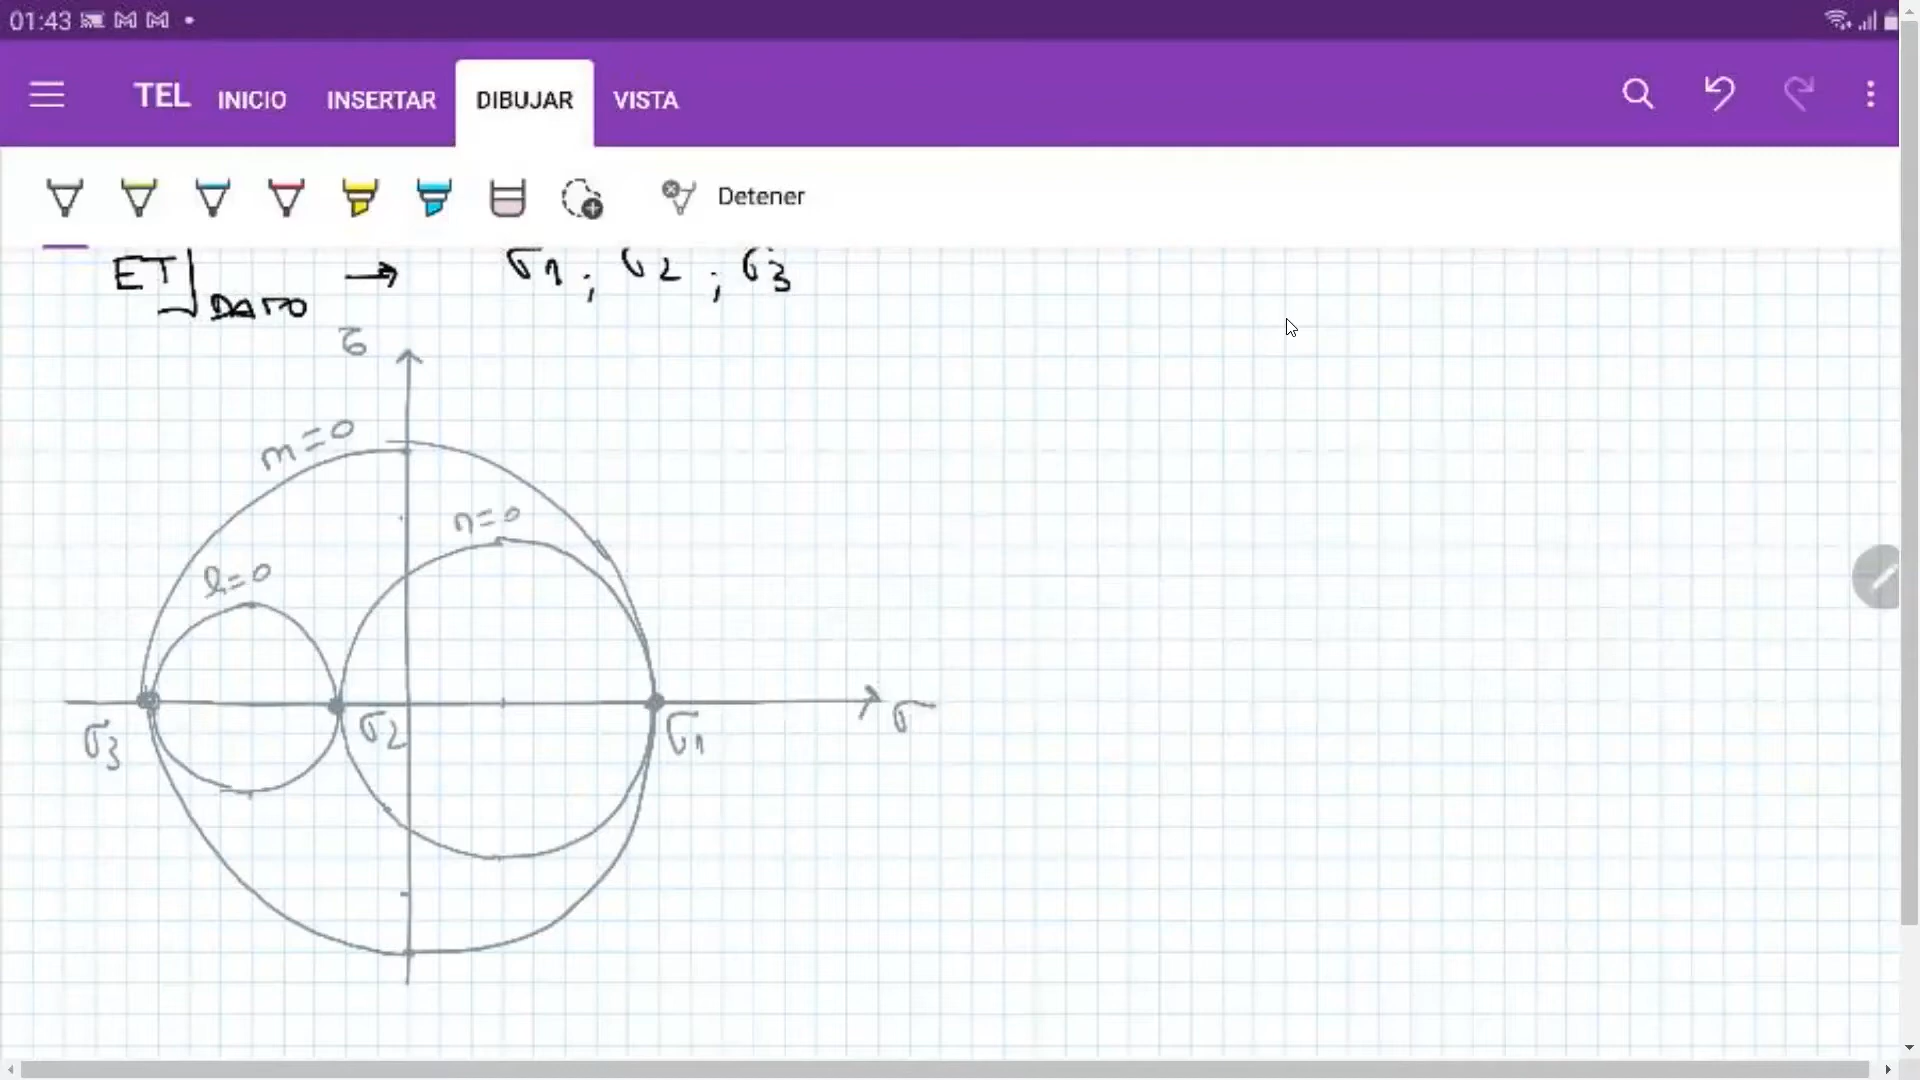 01:43
TEL INICIO INSERTAR DIBUJAR VISTA
Detener
ET]DATO → σ1 ; σ2 ; σ3
τ
m=0
n=0
l=0
σ3 σ2 σ1 σ